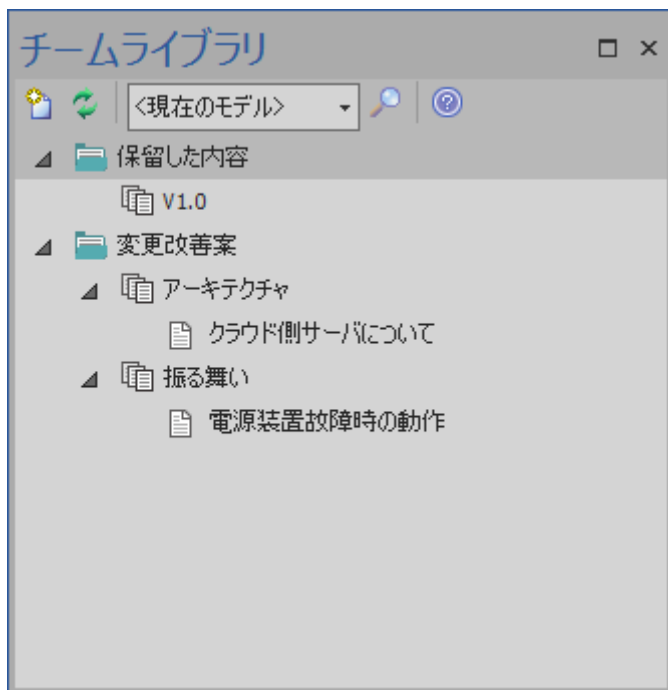 チームライブラリ
<現在のモデル>
保留した内容
V1.0
変更改善案
アーキテクチャ
クラウド側サーバについて
振る舞い
電源装置故障時の動作